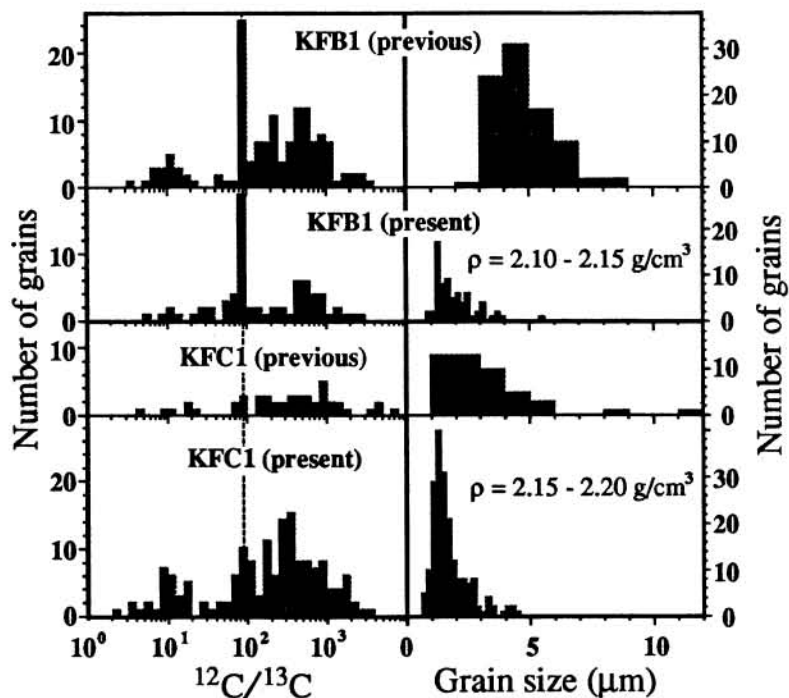 KFB1 (previous)
20
10
0
30
20
10
0
KFB1 (present)
ρ = 2.10 - 2.15 g/cm³
10
0
20
10
0
KFC1 (previous)
10
0
10
0
KFC1 (present)
ρ = 2.15 - 2.20 g/cm³
20
10
0
30
20
10
0
10⁰ 10¹ 10² 10³ 0 5 10
¹²C/¹³C
Grain size (μm)
Number of grains
Number of grains